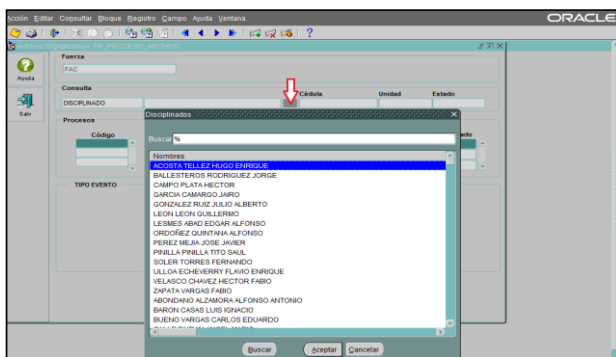 Acción Editar Consultar Bloque Registro Campo Ayuda Ventana
ORACLE
Fuerza
FAC
Ayuda
Salir
Consulta
Cédula Unidad Estado
DISCIPLINADO
Procesos
Código
TIPO EVENTO
Disciplinados
Buscar %
Nombres
ACOSTA TELLEZ HUGO ENRIQUE
BALLESTEROS RODRIGUEZ JORGE
CAMPO PLATA HECTOR
GARCIA CAMARGO JAIRO
GONZALEZ RUIZ JULIO ALBERTO
LEON LEON GUILLERMO
LESMES ABAD EDGAR ALFONSO
ORDOÑEZ QUINTANA ALFONSO
PEREZ MEJIA JOSE JAVIER
PINILLA PINILLA TITO SAUL
SOLER TORRES FERNANDO
ULLOA ECHEVERRY FLAVIO ENRIQUE
VELASCO CHAVEZ HECTOR FABIO
ZAPATA VARGAS FABIO
ABONDANO ALZAMORA ALFONSO ANTONIO
BARON CASAS LUIS IGNACIO
BUENO VARGAS CARLOS EDUARDO
Buscar Aceptar Cancelar